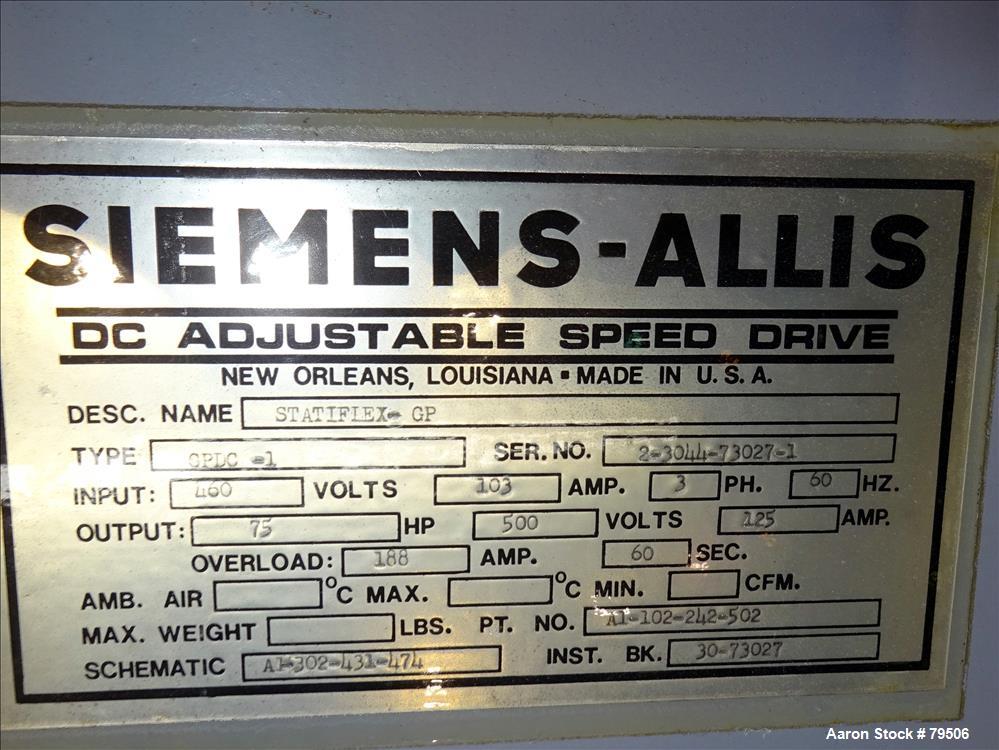 SIEMENS-ALLIS
DC ADJUSTABLE SPEED DRIVE
NEW ORLEANS, LOUISIANA ▪ MADE IN U.S.A.
DESC. NAME STATIFLEX- GP
TYPE GPDC -1 SER. NO. 2-3044-73027-1
INPUT: 460 VOLTS 103 AMP. 3 PH. 60 HZ.
OUTPUT: 75 HP 500 VOLTS 125 AMP.
OVERLOAD: 188 AMP. 60 SEC.
AMB. AIR °C MAX. °C MIN. CFM.
MAX. WEIGHT LBS. PT. NO. A1-102-242-502
SCHEMATIC A1-302-431-474 INST. BK. 30-73027
Aaron Stock # 79506